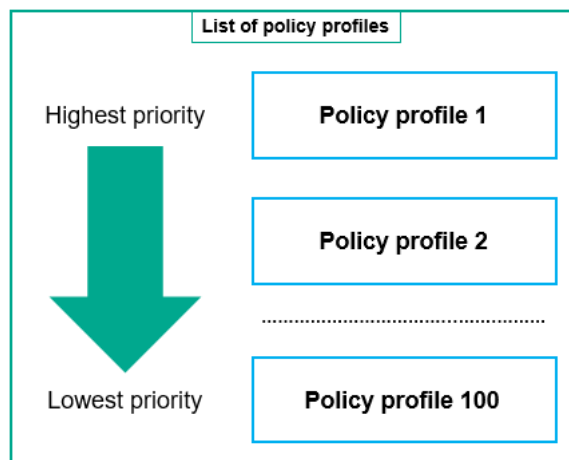 List of policy profiles
Highest priority
Policy profile 1
Policy profile 2
Lowest priority
Policy profile 100